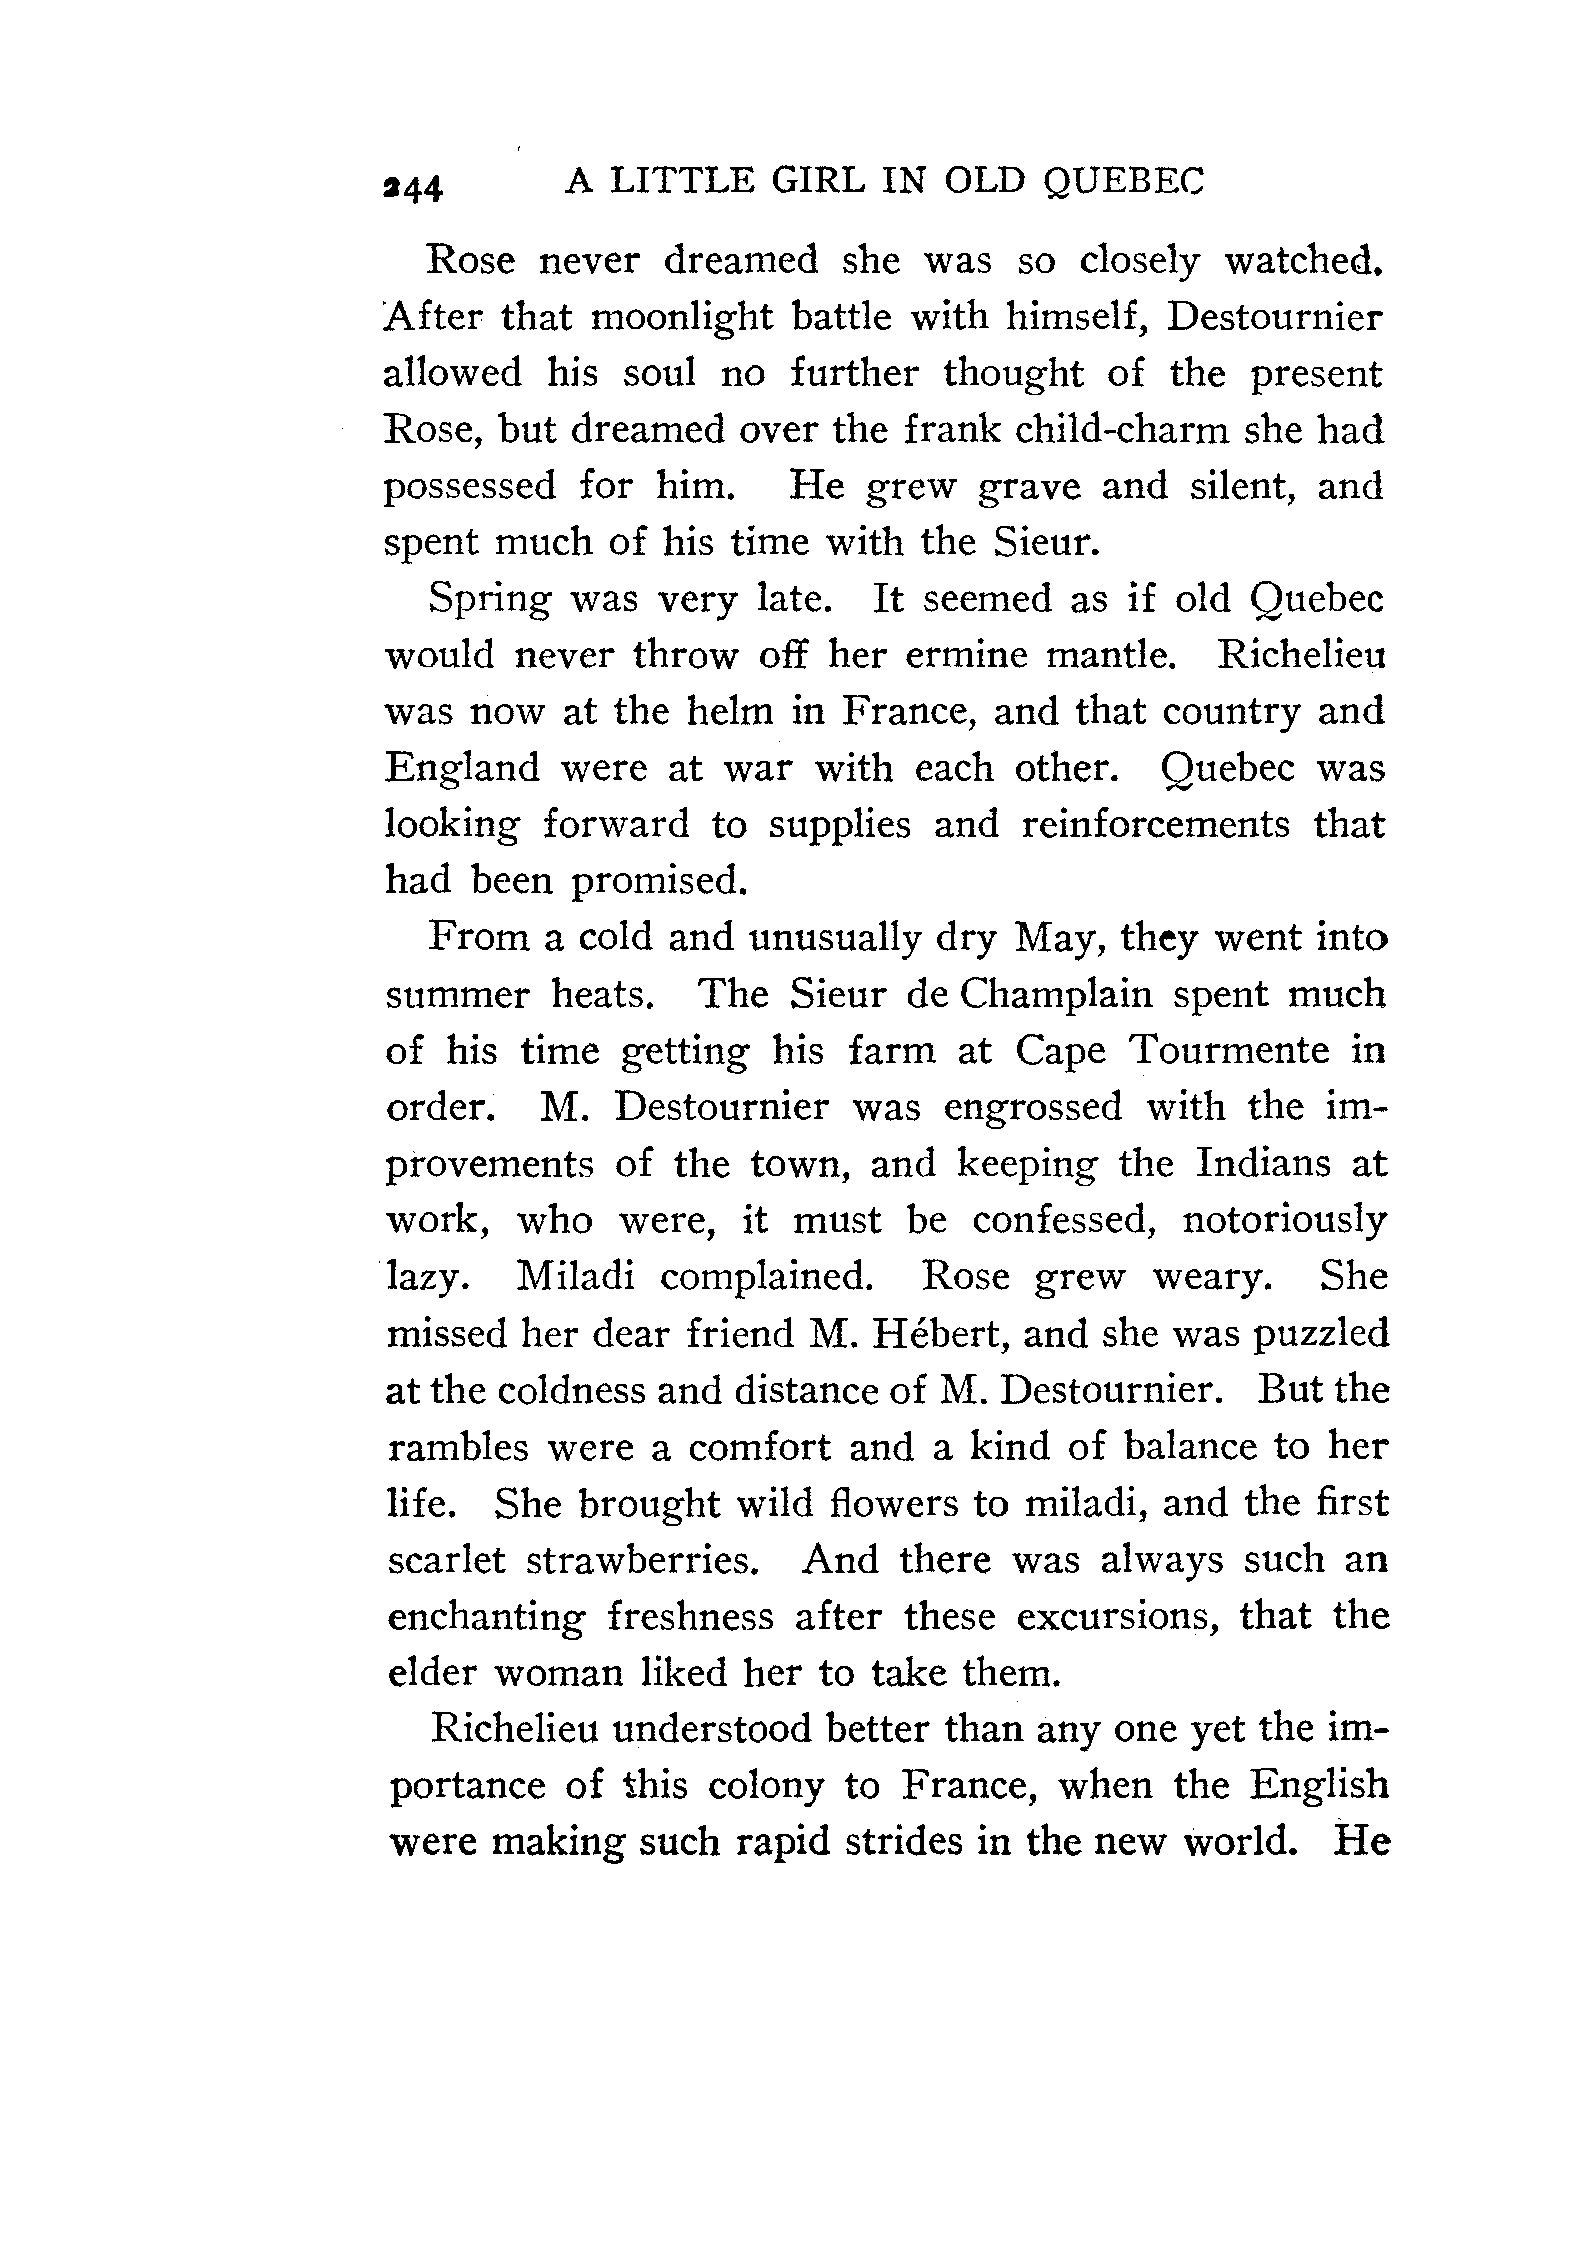 244 A LITTLE GIRL IN OLD QUEBEC
Rose never dreamed she was so closely watched.
After that moonlight battle with himself, Destournier
allowed his soul no further thought of the present
Rose, but dreamed over the frank child-charm she had
possessed for him. He grew grave and silent, and
spent much of his time with the Sieur.
Spring was very late. It seemed as if old Quebec
would never throw off her ermine mantle. Richelieu
was now at the helm in France, and that country and
England were at war with each other. Quebec was
looking forward to supplies and reinforcements that
had been promised.
From a cold and unusually dry May, they went into
summer heats. The Sieur de Champlain spent much
of his time getting his farm at Cape Tourmente in
order. M. Destournier was engrossed with the im-
provements of the town, and keeping the Indians at
work, who were, it must be confessed, notoriously
lazy. Miladi complained. Rose grew weary. She
missed her dear friend M. Hébert, and she was puzzled
at the coldness and distance of M. Destournier. But the
rambles were a comfort and a kind of balance to her
life. She brought wild flowers to miladi, and the first
scarlet strawberries. And there was always such an
enchanting freshness after these excursions, that the
elder woman liked her to take them.
Richelieu understood better than any one yet the im-
portance of this colony to France, when the English
were making such rapid strides in the new world. He